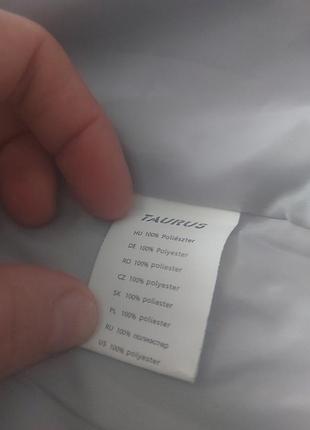 TAURUS
HU 100% Poliészter
DE 100% Polyester
RO 100% poliester
CZ 100% polyester
SK 100% poliester
PL 100% poliester
RU 100% полиэстер
US 100% polyester